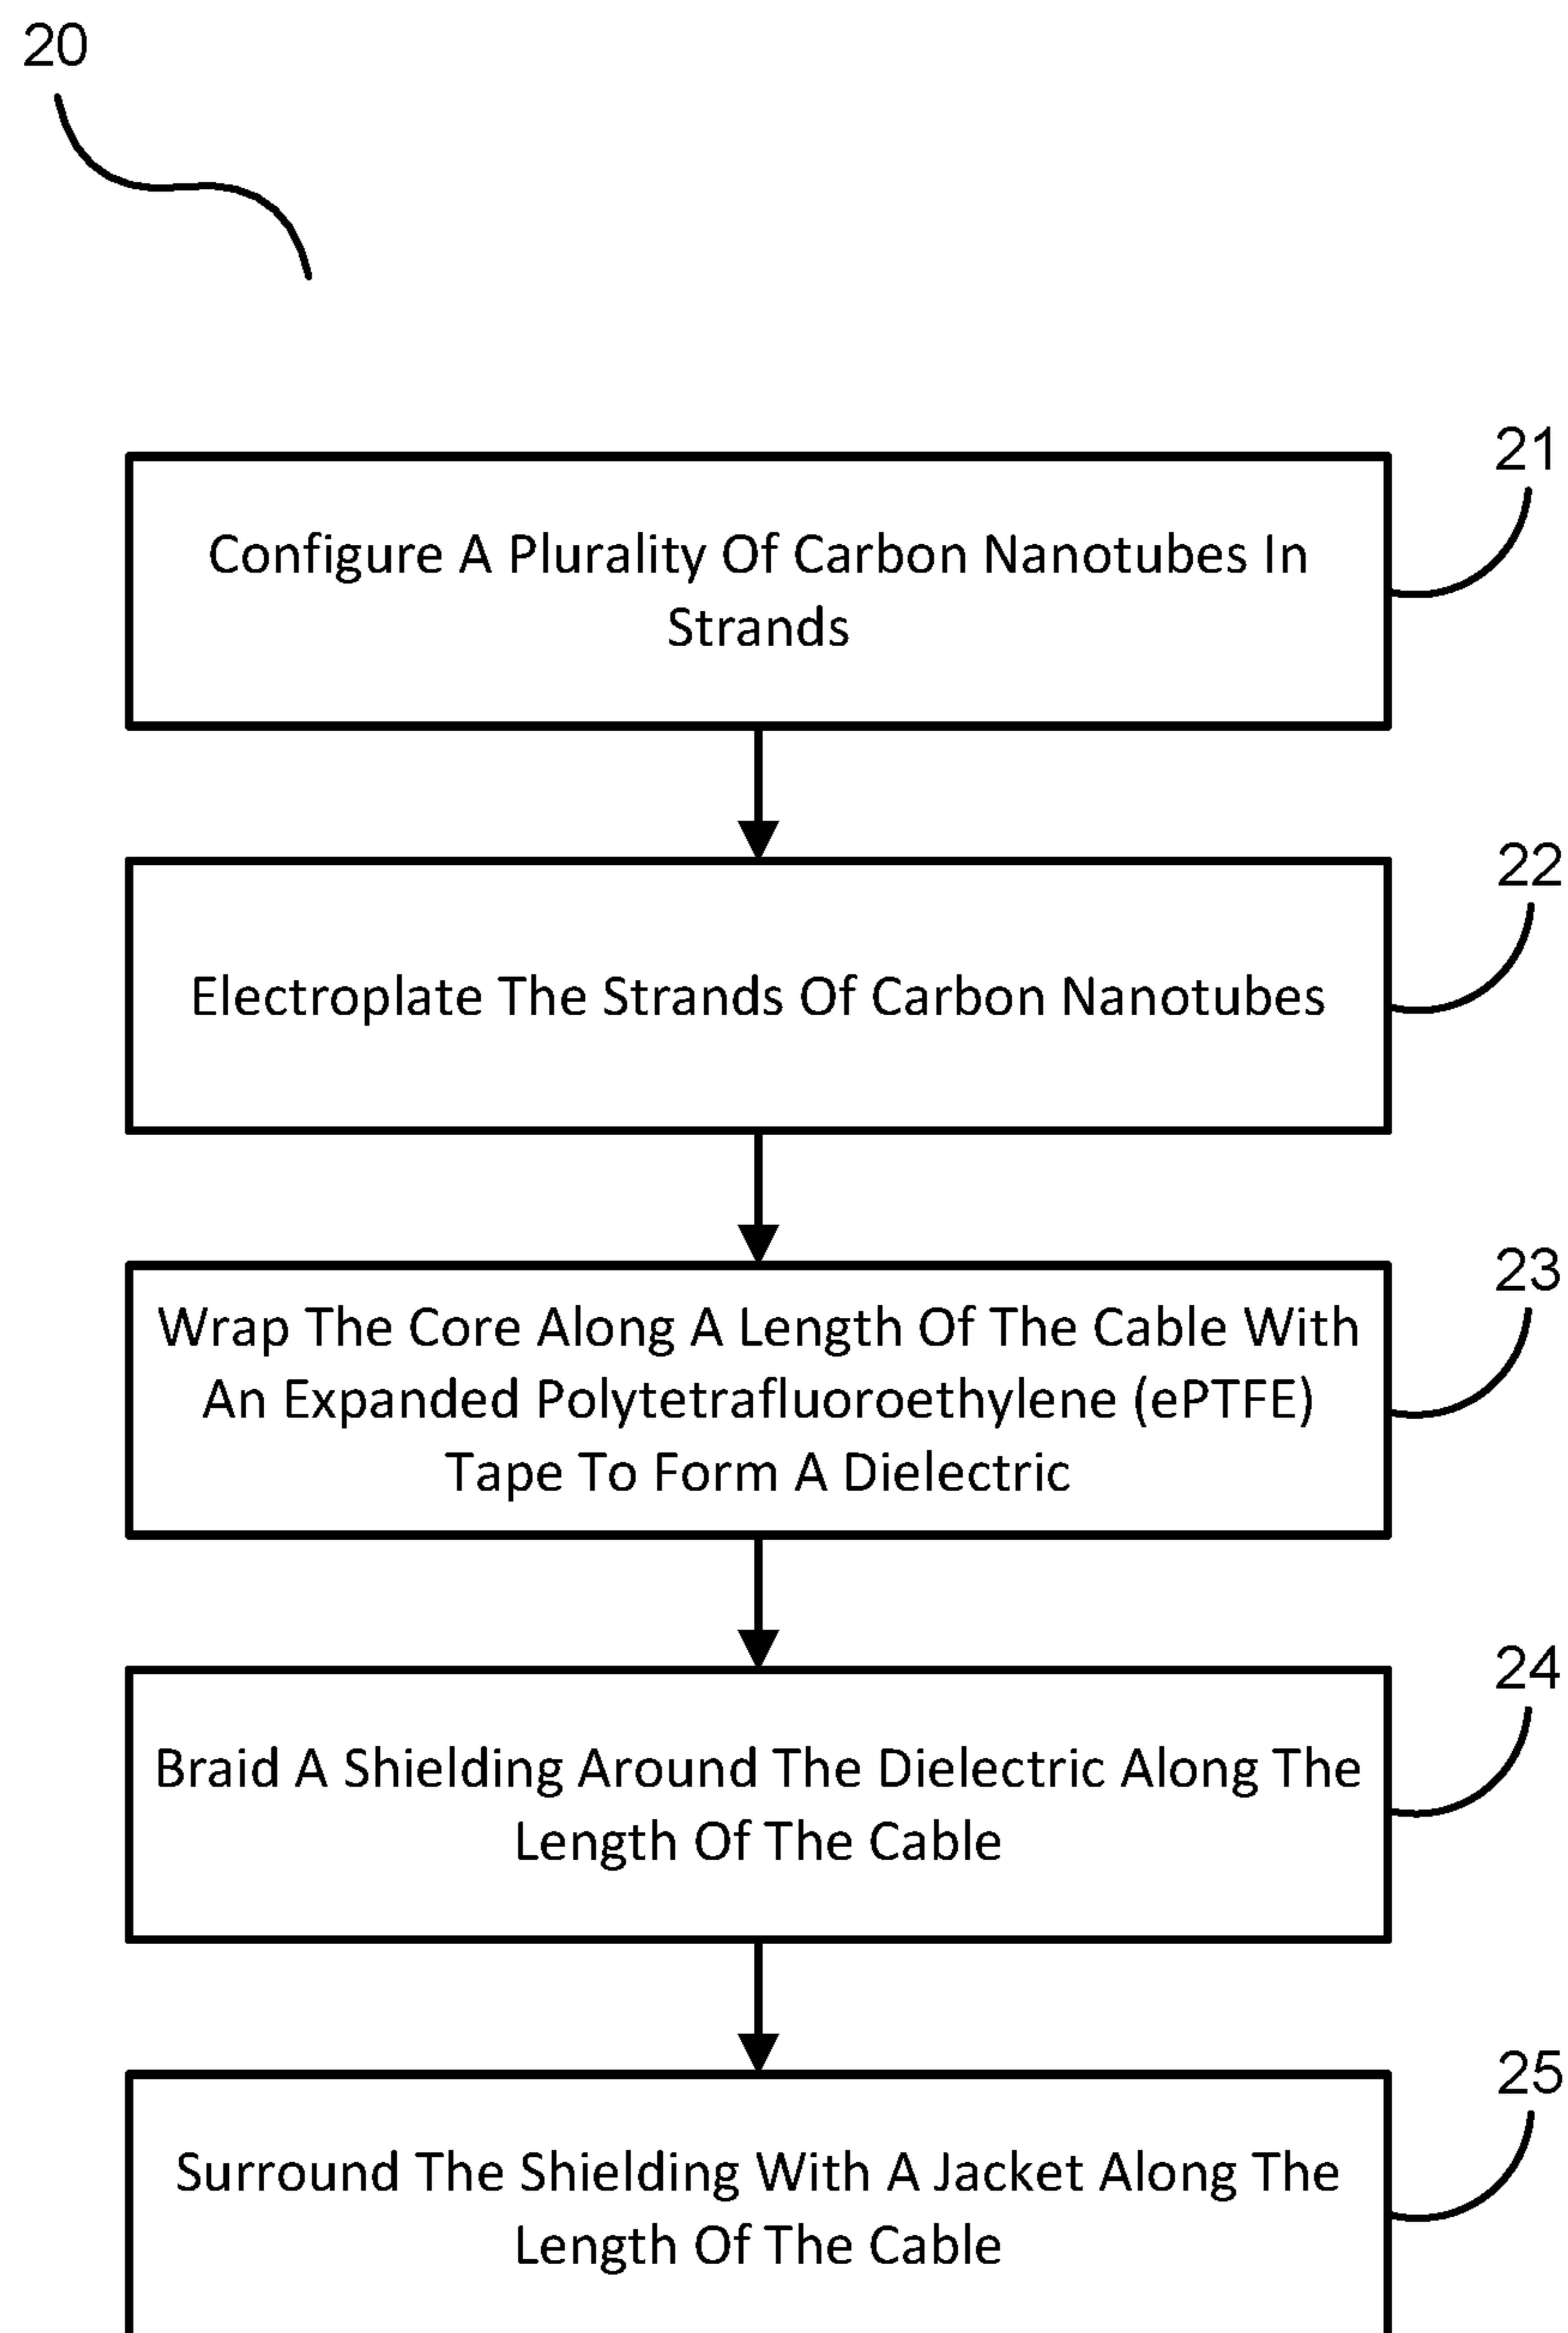 20
21
Configure A Plurality Of Carbon Nanotubes In
Strands
22
Electroplate The Strands Of Carbon Nanotubes
23
Wrap The Core Along A Length Of The Cable With
An Expanded Polytetrafluoroethylene (ePTFE)
Tape To Form A Dielectric
24
Braid A Shielding Around The Dielectric Along The
Length Of The Cable
25
Surround The Shielding With A Jacket Along The
Length Of The Cable